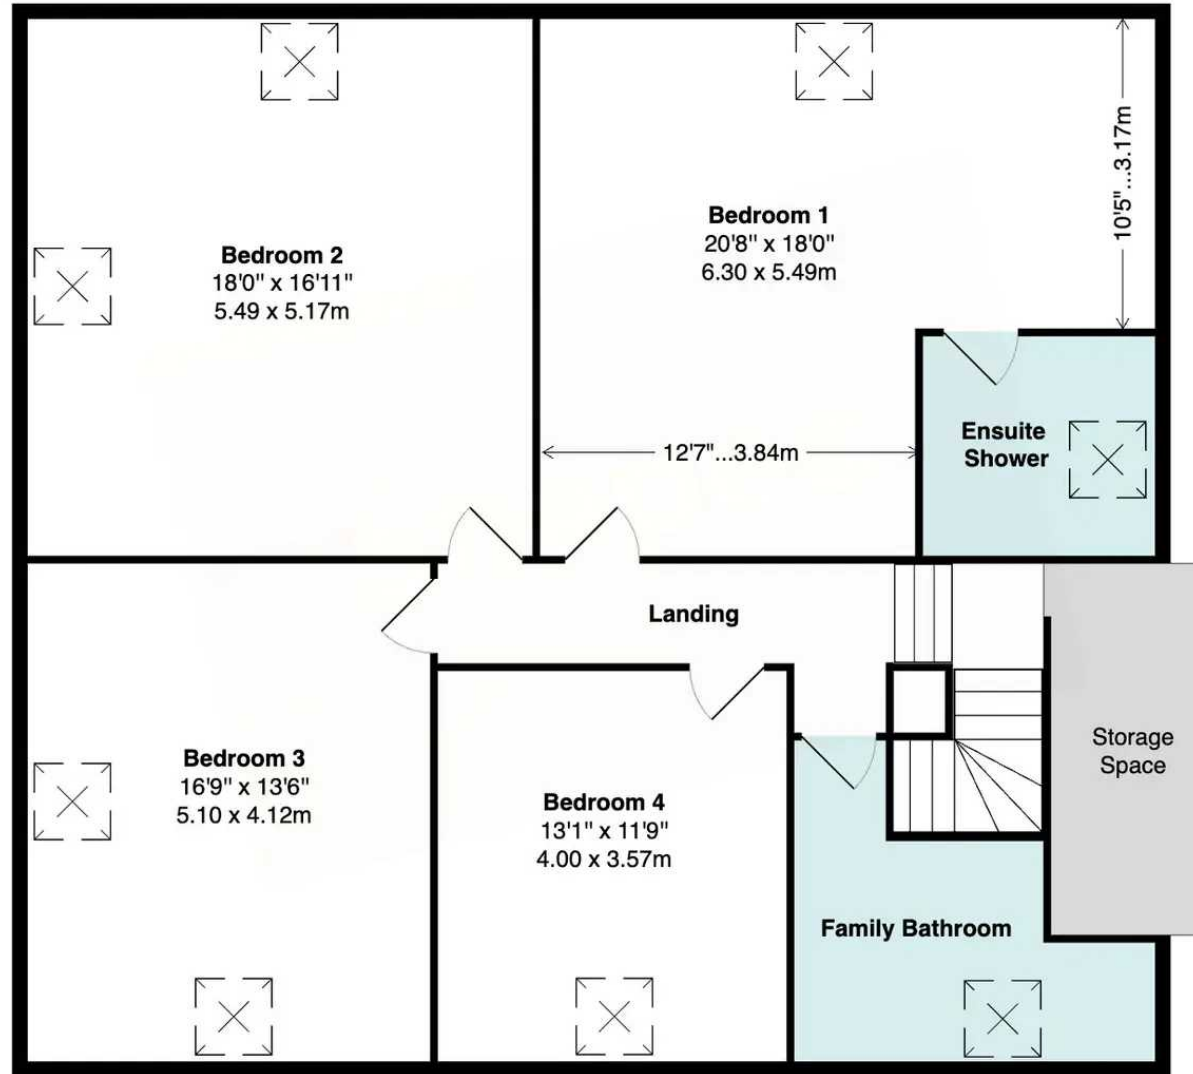 Bedroom 2
18'0" x 16'11"
5.49 x 5.17m
Bedroom 1
20'8" x 18'0"
6.30 x 5.49m
10'5"...3.17m
12'7"...3.84m
Ensuite
Shower
Landing
Bedroom 3
16'9" x 13'6"
5.10 x 4.12m
Bedroom 4
13'1" x 11'9"
4.00 x 3.57m
Storage
Space
Family Bathroom